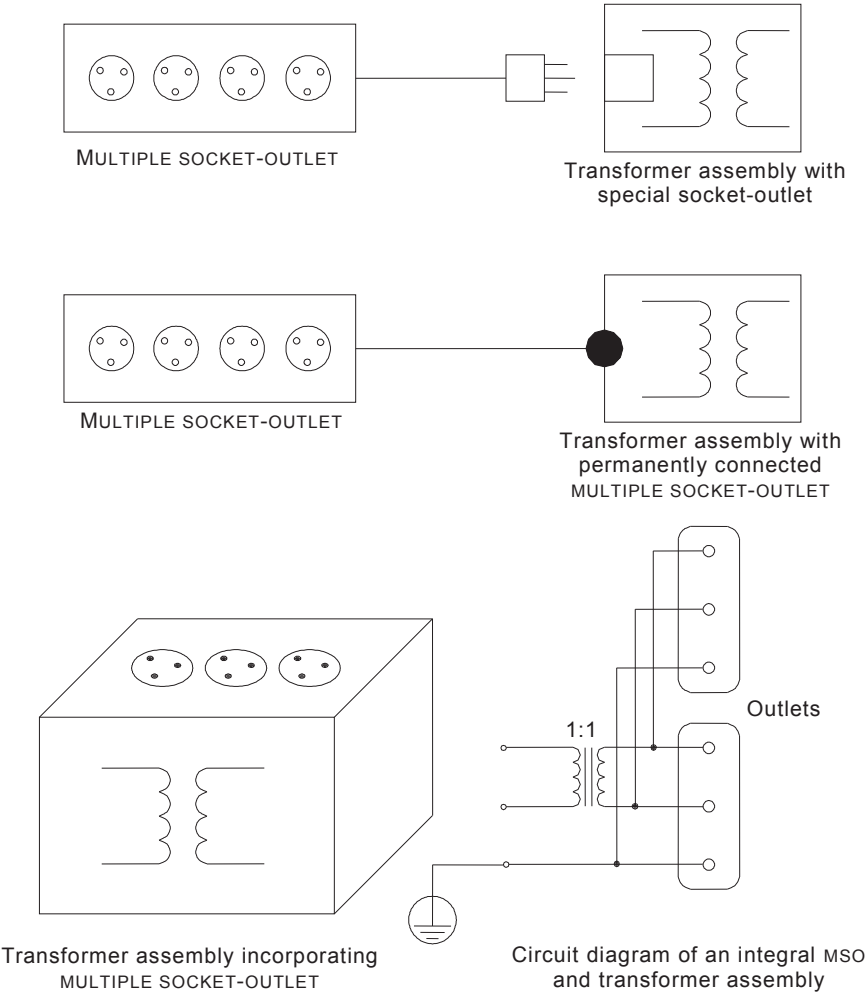 MULTIPLE SOCKET-OUTLET
Transformer assembly with
special socket-outlet
MULTIPLE SOCKET-OUTLET
Transformer assembly with
permanently connected
MULTIPLE SOCKET-OUTLET
Outlets
1:1
Transformer assembly incorporating
MULTIPLE SOCKET-OUTLET
Circuit diagram of an integral MSO
and transformer assembly